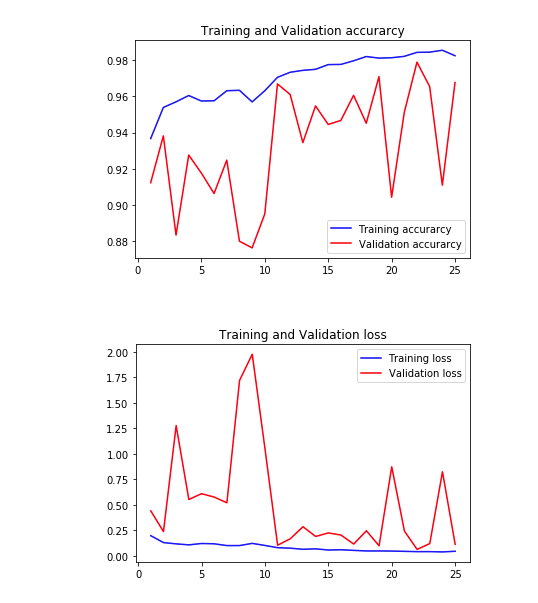 Training and Validation accurarcy
0.98
0.96
0.94
0.92
0.90
0.88
Training accurarcy
Validation accurarcy
0 5 10 15 20 25
Training and Validation loss
2.00
1.75
1.50
1.25
1.00
0.75
0.50
0.25
0.00
Training loss
Validation loss
0 5 10 15 20 25